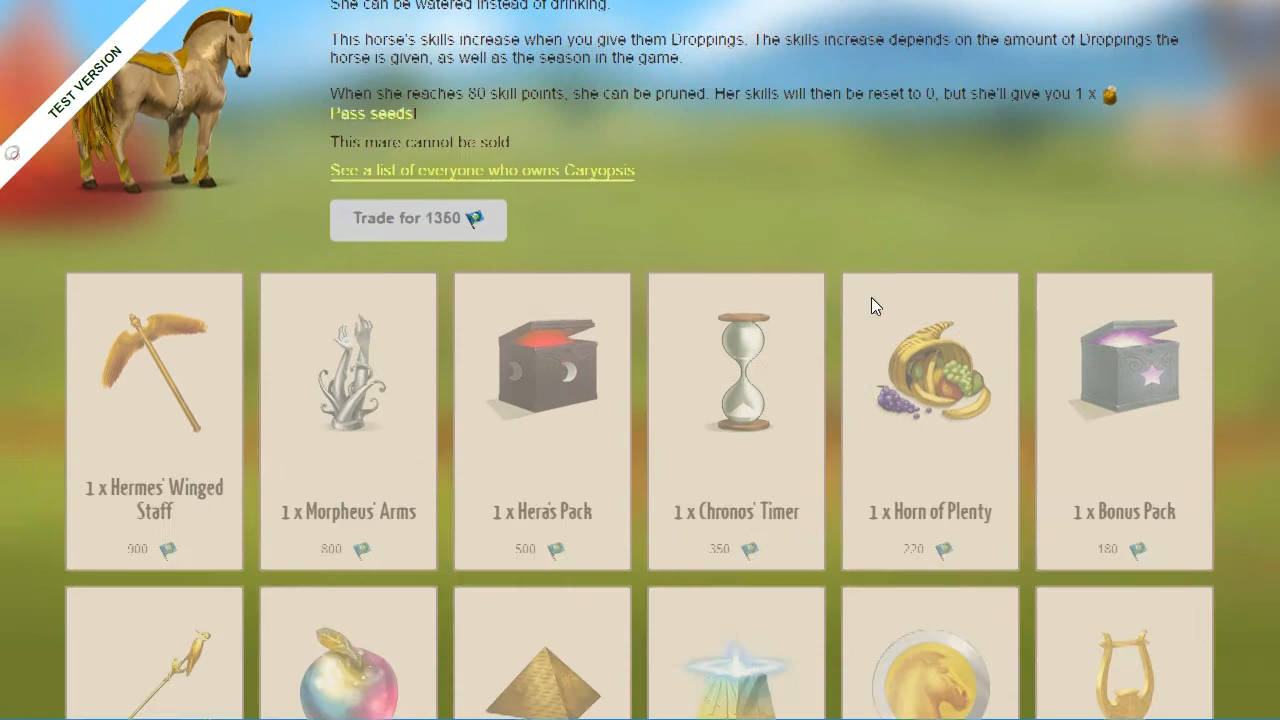 She can be watered instead of drinking.
TEST VERSION
This horse's skills increase when you give them Droppings. The skills increase depends on the amount of Droppings the
horse is given, as well as the season in the game.
When she reaches 80 skill points, she can be pruned. Her skills will then be reset to 0, but she'll give you 1 x
Pass seeds!
This mare cannot be sold
See a list of everyone who owns Caryopsis
Trade for 1350
1 x Hermes' Winged
Staff
900
1 x Morpheus' Arms
800
1 x Hera's Pack
500
1 x Chronos' Timer
350
1 x Horn of Plenty
220
1 x Bonus Pack
180